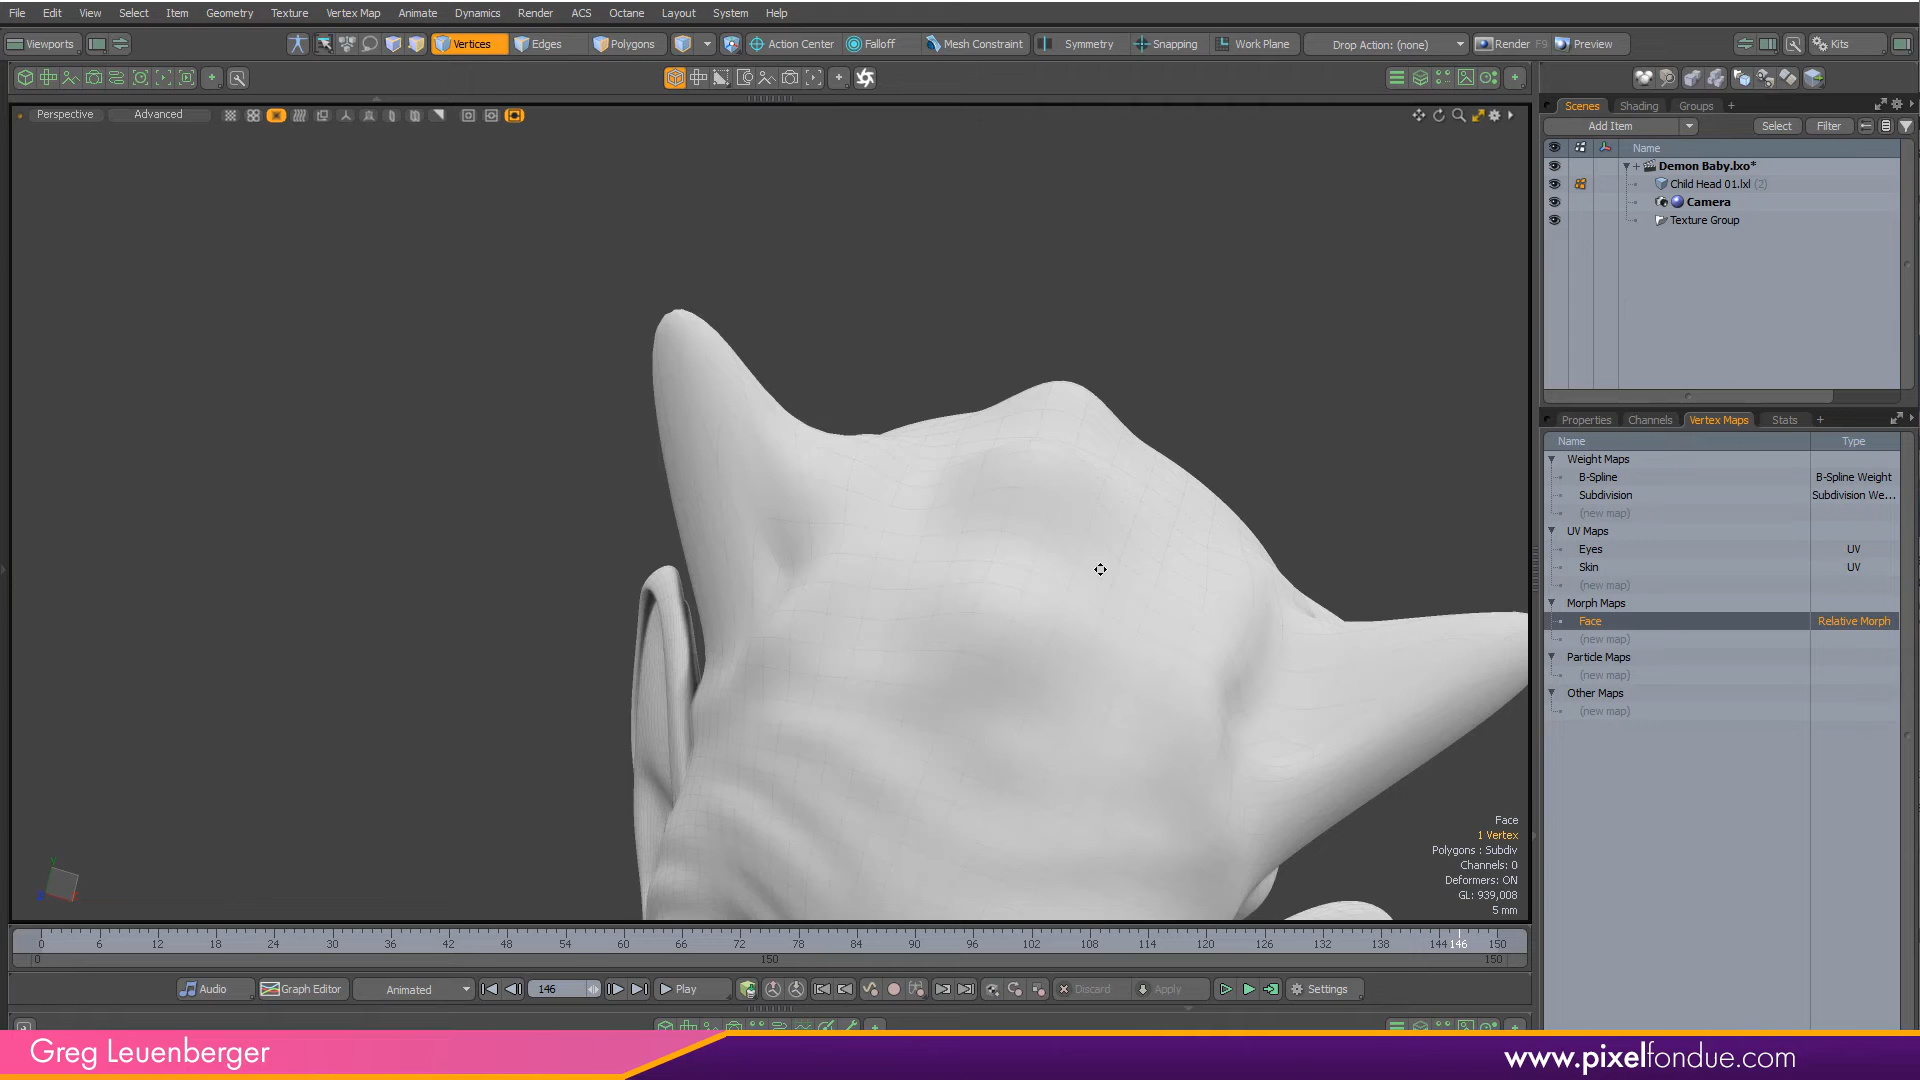 File Edit View Select Item Geometry Texture Vertex Map Animate Dynamics Render ACS Octane Layout System Help
Viewports Vertices Edges Polygons Action Center Falloff Mesh Constraint Symmetry Snapping Work Plane Drop Action: (none) Render F9 Preview Kits
Perspective Advanced
Scenes Shading Groups +
Add Item Select Filter
Name
Demon Baby.lxo*
Child Head 01.lxl (2)
Camera
Texture Group
Properties Channels Vertex Maps Stats +
Name Type
Weight Maps
B-Spline B-Spline Weight
Subdivision Subdivision We...
(new map)
UV Maps
Eyes UV
Skin UV
(new map)
Morph Maps
Face Relative Morph
(new map)
Particle Maps
(new map)
Other Maps
(new map)
Face
1 Vertex
Polygons : Subdiv
Channels: 0
Deformers: ON
GL: 939,008
5 mm
0 6 12 18 24 30 36 42 48 54 60 66 72 78 84 90 96 102 108 114 120 126 132 138 144 146 150
0 150 150
Audio Graph Editor Animated 146 Play Discard Apply Settings
Greg Leuenberger
www.pixelfondue.com